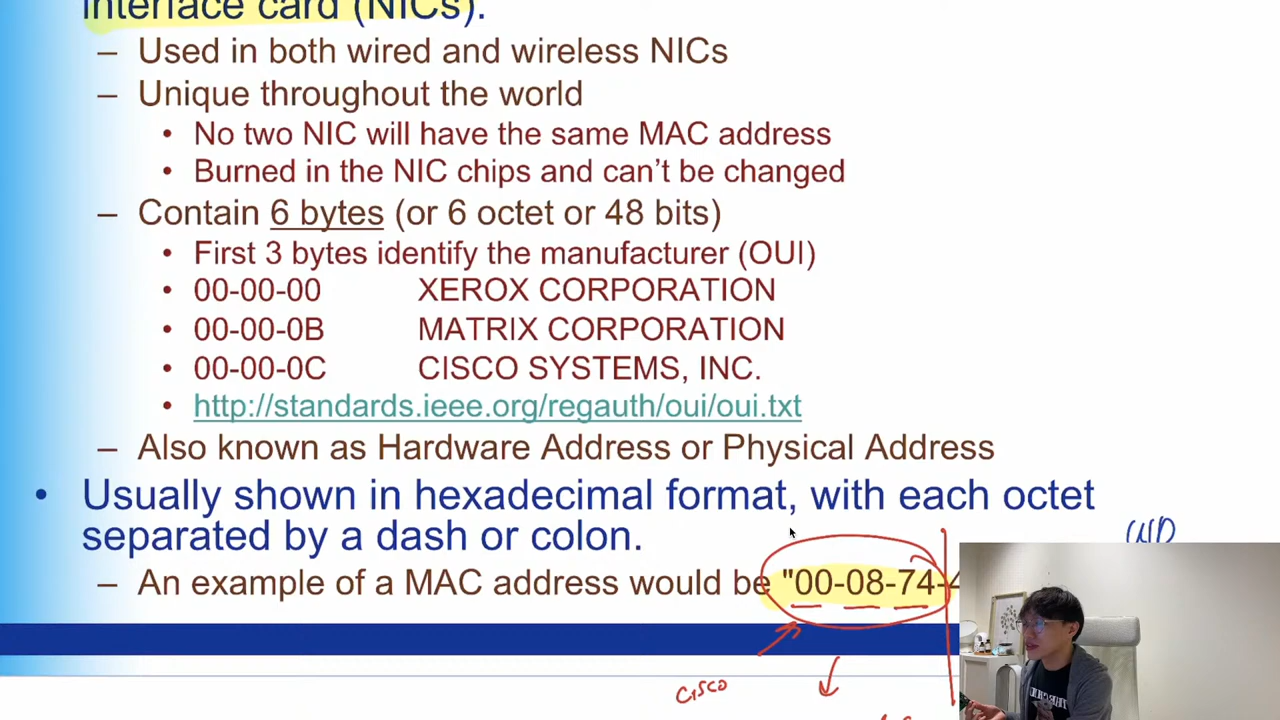 interface card (NICs).
– Used in both wired and wireless NICs
– Unique throughout the world
• No two NIC will have the same MAC address
• Burned in the NIC chips and can't be changed
– Contain 6 bytes (or 6 octet or 48 bits)
• First 3 bytes identify the manufacturer (OUI)
• 00-00-00 XEROX CORPORATION
• 00-00-0B MATRIX CORPORATION
• 00-00-0C CISCO SYSTEMS, INC.
• http://standards.ieee.org/regauth/oui/oui.txt
– Also known as Hardware Address or Physical Address
• Usually shown in hexadecimal format, with each octet
separated by a dash or colon.
– An example of a MAC address would be "00-08-74-4
CISCO